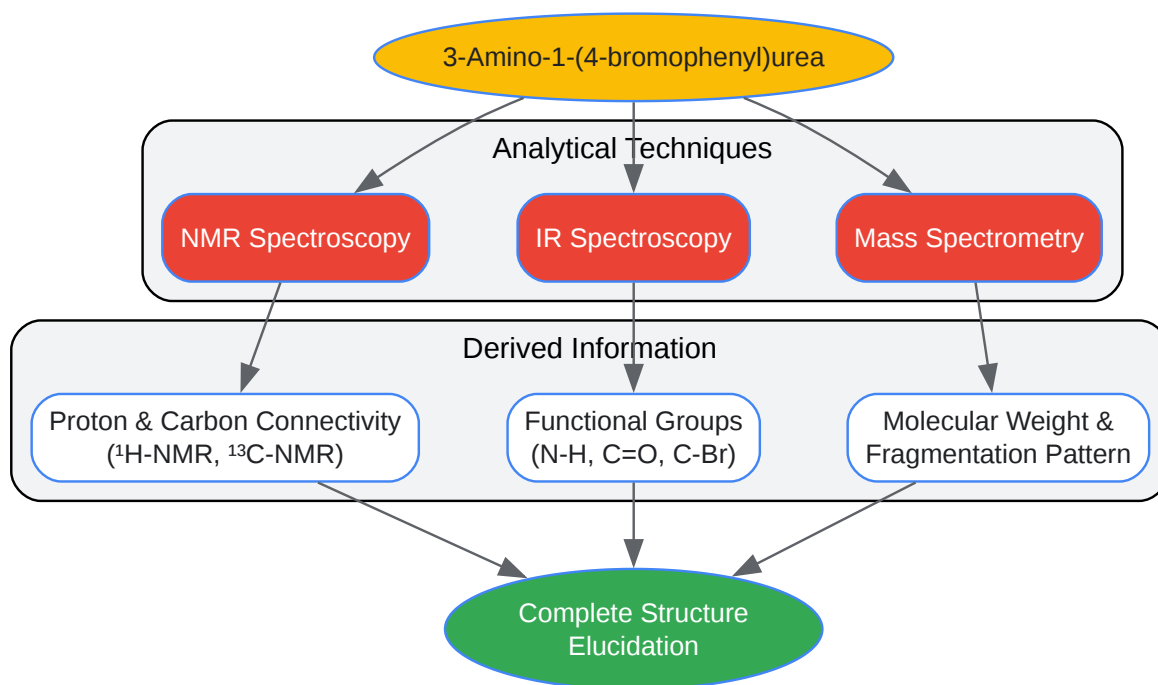 3-Amino-1-(4-bromophenyl)urea
Analytical Techniques
NMR Spectroscopy
IR Spectroscopy
Mass Spectrometry
Derived Information
Proton & Carbon Connectivity
(¹H-NMR, ¹³C-NMR)
Functional Groups
(N-H, C=O, C-Br)
Molecular Weight &
Fragmentation Pattern
Complete Structure
Elucidation